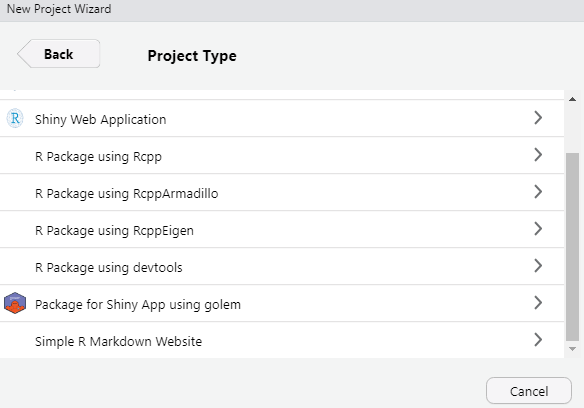 New Project Wizard
Back
Project Type
R Shiny Web Application
R Package using Rcpp
R Package using RcppArmadillo
R Package using RcppEigen
R Package using devtools
Package for Shiny App using golem
Simple R Markdown Website
Cancel